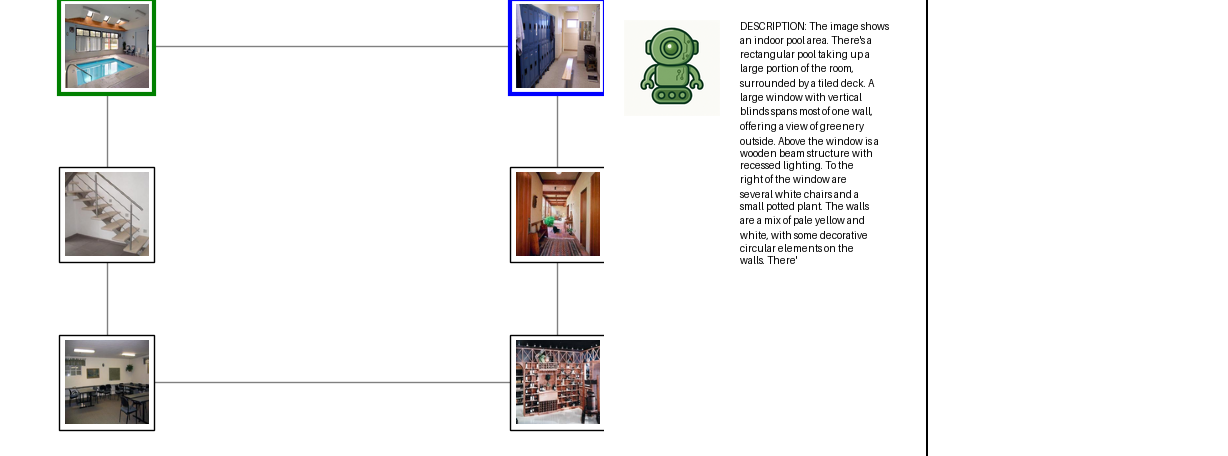 DESCRIPTION: The image shows
an indoor pool area. There's a
rectangular pool taking up a
large portion of the room,
surrounded by a tiled deck. A
large window with vertical
blinds spans most of one wall,
offering a view of greenery
outside. Above the window is a
wooden beam structure with
recessed lighting. To the
right of the window are
several white chairs and a
small potted plant. The walls
are a mix of pale yellow and
white, with some decorative
circular elements on the
walls. There'